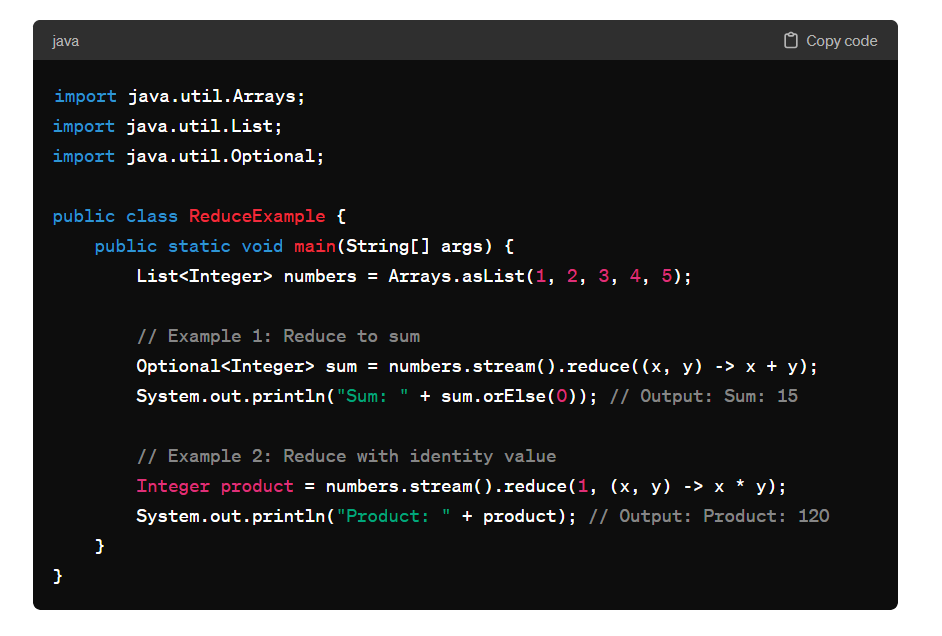 java
Copy code
import java.util.Arrays;
import java.util.List;
import java.util.Optional;
public class ReduceExample {
    public static void main(String[] args) {
        List<Integer> numbers = Arrays.asList(1, 2, 3, 4, 5);
        // Example 1: Reduce to sum
        Optional<Integer> sum = numbers.stream().reduce((x, y) -> x + y);
        System.out.println("Sum: " + sum.orElse(0)); // Output: Sum: 15
        // Example 2: Reduce with identity value
        Integer product = numbers.stream().reduce(1, (x, y) -> x * y);
        System.out.println("Product: " + product); // Output: Product: 120
    }
}